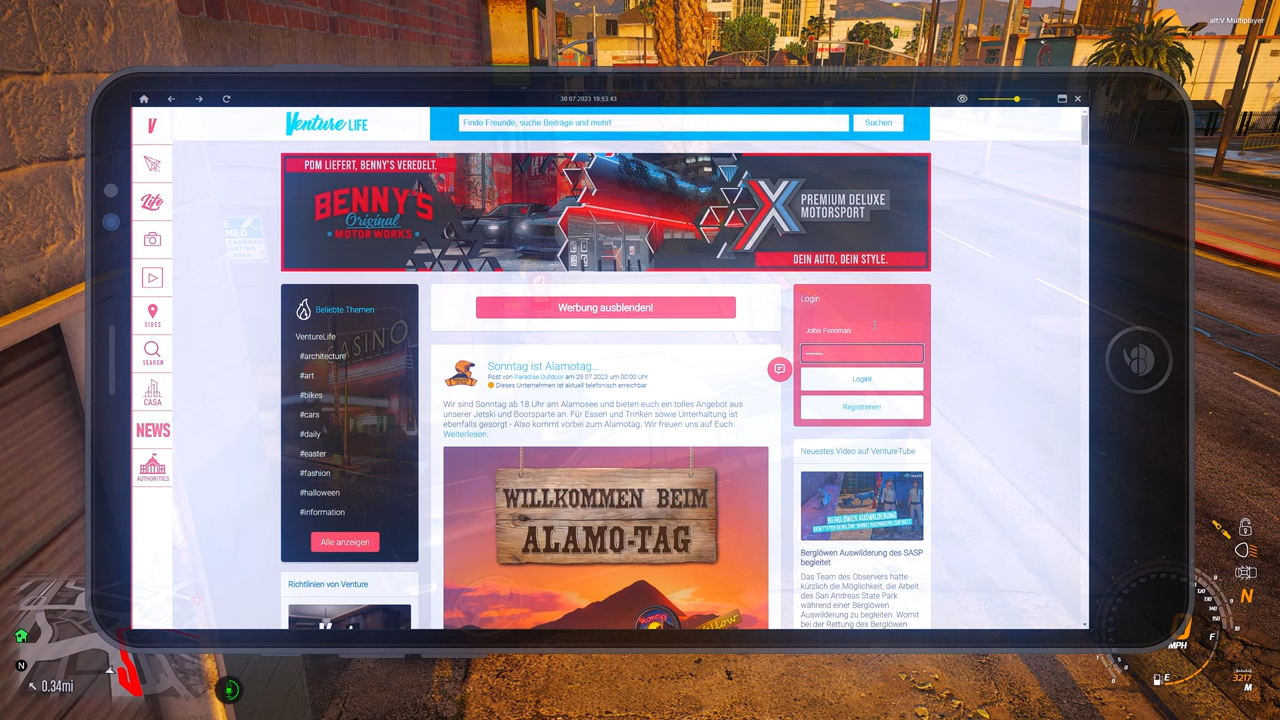 alt:V Multiplayer
30.07.2023 19:53:43
Venture LIFE
Finde Freunde, suche Beiträge und mehr!
Suchen
V
Life
SIDES
SEARCH
CASA
NEWS
AUTHORITIES
PDM LIEFERT, BENNY'S VEREDELT.
BENNY'S
Original
MOTOR WORKS
X
PREMIUM DELUXE
MOTORSPORT
DEIN AUTO, DEIN STYLE.
Beliebte Themen
VentureLife
#architecture
#art
#bikes
#cars
#daily
#easter
#fashion
#halloween
#information
Alle anzeigen
CASINO
Richtlinien von Venture
Werbung ausblenden!
Sonntag ist Alamotag...
Post von Paradise Outdoor am 29.07.2023 um 00:00 Uhr
Dieses Unternehmen ist aktuell telefonisch erreichbar
Wir sind Sonntag ab 18 Uhr am Alamosee und bieten euch ein tolles Angebot aus
unserer Jetski und Bootsparte an. Für Essen und Trinken sowie Unterhaltung ist
ebenfalls gesorgt - Also kommt vorbei zum Alamotag. Wir freuen uns auf Euch.
Weiterlesen.
WILLKOMMEN BEIM
ALAMO-TAG
Login
John Foreman
Login!
Registrieren!
Neuestes Video auf VentureTube
BERGLÖWEN AUSWILDERUNG
Berglöwen Auswilderung des SASP
begleitet
Das Team des Observers hatte
kürzlich die Möglichkeit, die Arbeit
des San Andreas State Park
während einer Berglöwen
Auswilderung zu begleiten. Womit
bei der Rettung des Berglöwen
N
0.34mi
N
MPH
F
E
3217
M